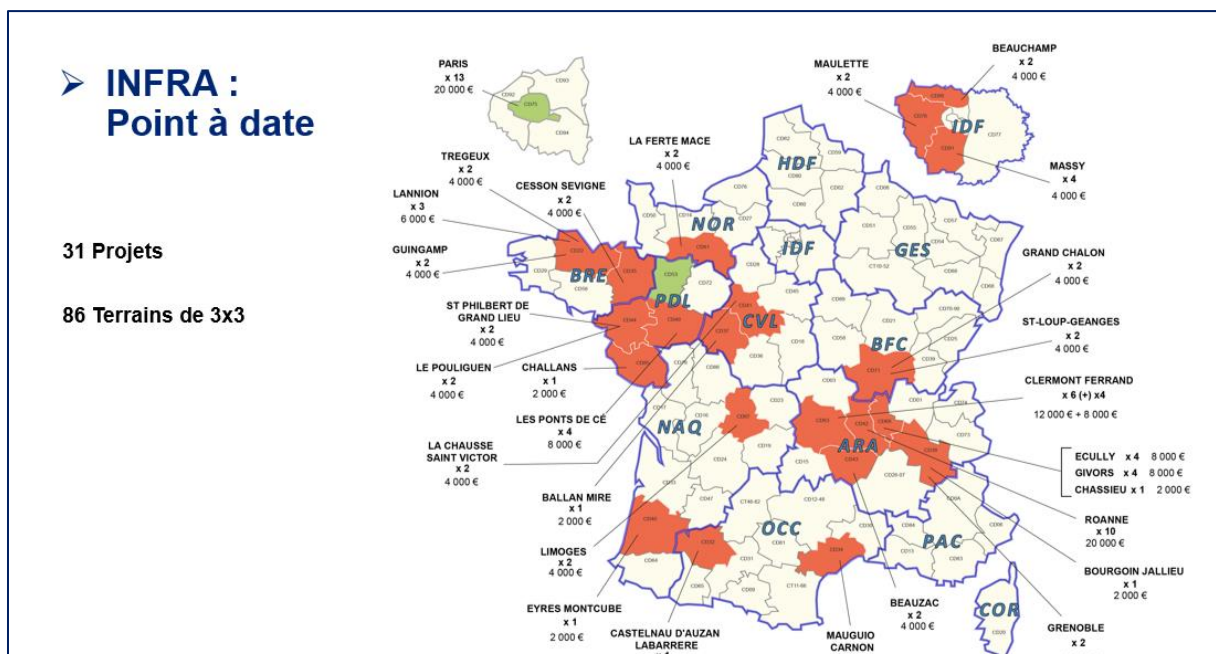 ➤ INFRA :
Point à date
31 Projets
86 Terrains de 3x3
PARIS
x 13
20 000 €
CD93
CD92
CD75
CD94
BEAUCHAMP
x 2
4 000 €
MAULETTE
x 2
4 000 €
IDF
CD95
CD78
CD77
CD91
MASSY
x 4
4 000 €
LA FERTE MACE
x 2
4 000 €
TREGEUX
x 2
4 000 €
CESSON SEVIGNE
x 2
4 000 €
LANNION
x 3
6 000 €
GUINGAMP
x 2
4 000 €
ST PHILBERT DE
GRAND LIEU
x 2
4 000 €
LE POULIGUEN
x 2
4 000 €
CHALLANS
x 1
2 000 €
LES PONTS DE CÉ
x 4
8 000 €
LA CHAUSSE
SAINT VICTOR
x 2
4 000 €
BALLAN MIRE
x 1
2 000 €
LIMOGES
x 2
4 000 €
EYRES MONTCUBE
x 1
2 000 €
CASTELNAU D'AUZAN
LABARRERE
MAUGUIO
CARNON
BEAUZAC
x 2
4 000 €
GRENOBLE
x 2
BOURGOIN JALLIEU
x 1
2 000 €
ROANNE
x 10
20 000 €
ECULLY x 4 8 000 €
GIVORS x 4 8 000 €
CHASSIEU x 1 2 000 €
CLERMONT FERRAND
x 6 (+) x4
12 000 € + 8 000 €
ST-LOUP-GEANGES
x 2
4 000 €
GRAND CHALON
x 2
4 000 €
HDF
NOR
IDF
GES
BRE
PDL
CVL
BFC
NAQ
ARA
OCC
PAC
COR